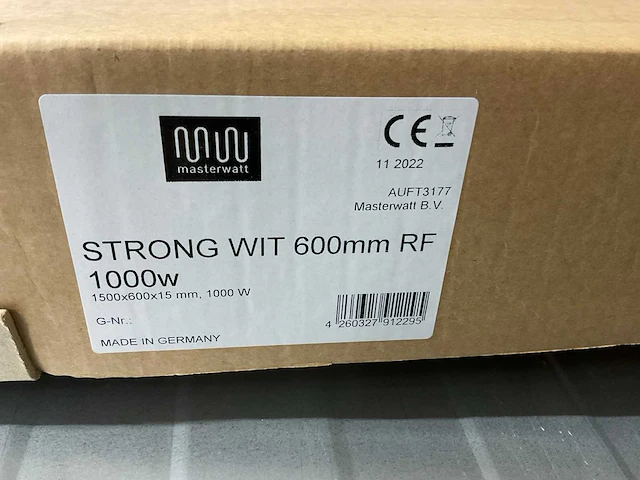 masterwatt
CE
11 2022
AUFT3177
Masterwatt B.V.
STRONG WIT 600mm RF
1000w
1500x600x15 mm, 1000 W
G-Nr.:
4 260327 912295
MADE IN GERMANY